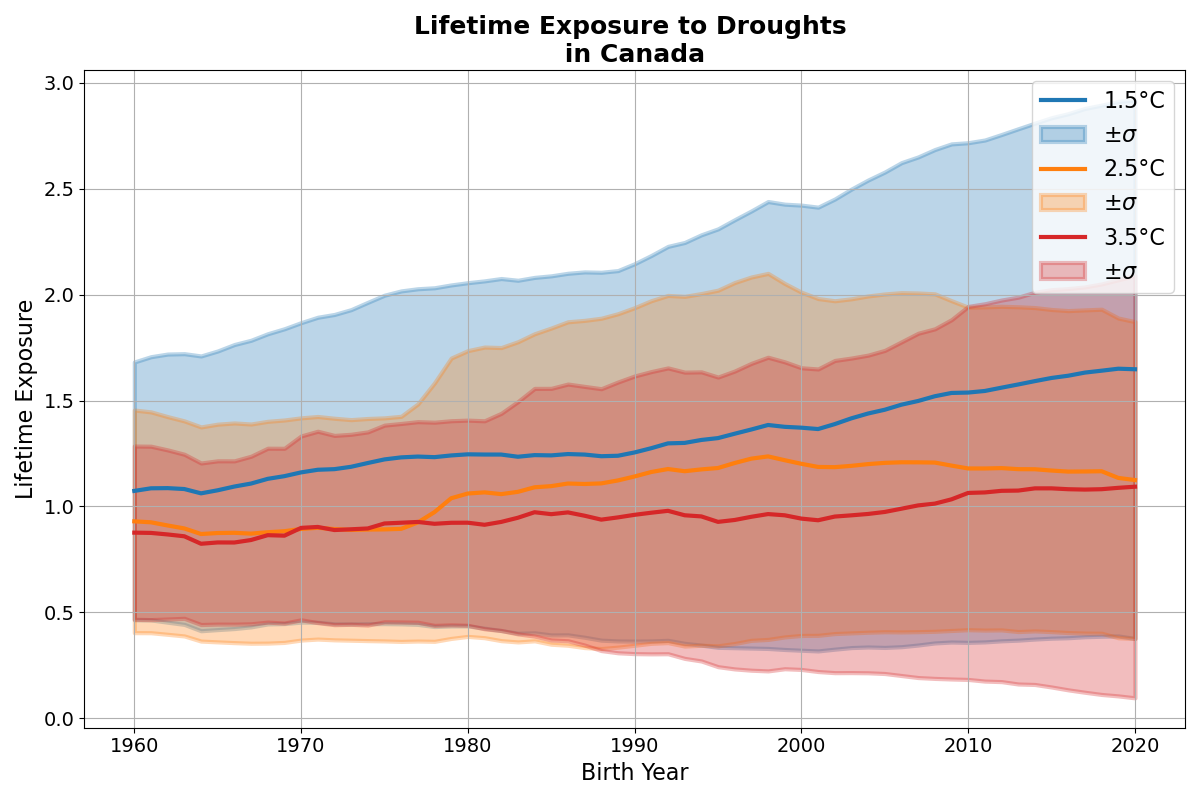 Lifetime Exposure to Droughts
in Canada
Lifetime Exposure
3.0
2.5
2.0
1.5
1.0
0.5
0.0
1960
1970
1980
1990
2000
2010
2020
Birth Year
1.5°C
±σ
2.5°C
±σ
3.5°C
±σ